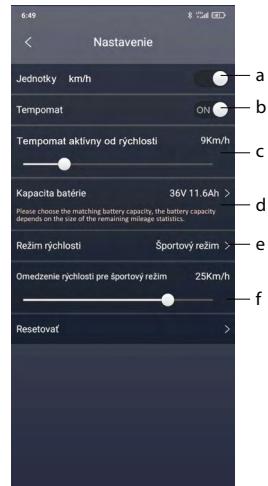 6:49
Nastavenie
Jednotky km/h
a
Tempomat ON
b
Tempomat aktívny od rýchlosti 9Km/h
c
Kapacita batérie 36V 11.6Ah >
Please choose the matching battery capacity, the battery capacity
depends on the size of the remaining mileage statistics.
d
Režim rýchlosti Športový režim >
e
Omedzenie rýchlosti pre športový režim 25Km/h
f
Resetovať >